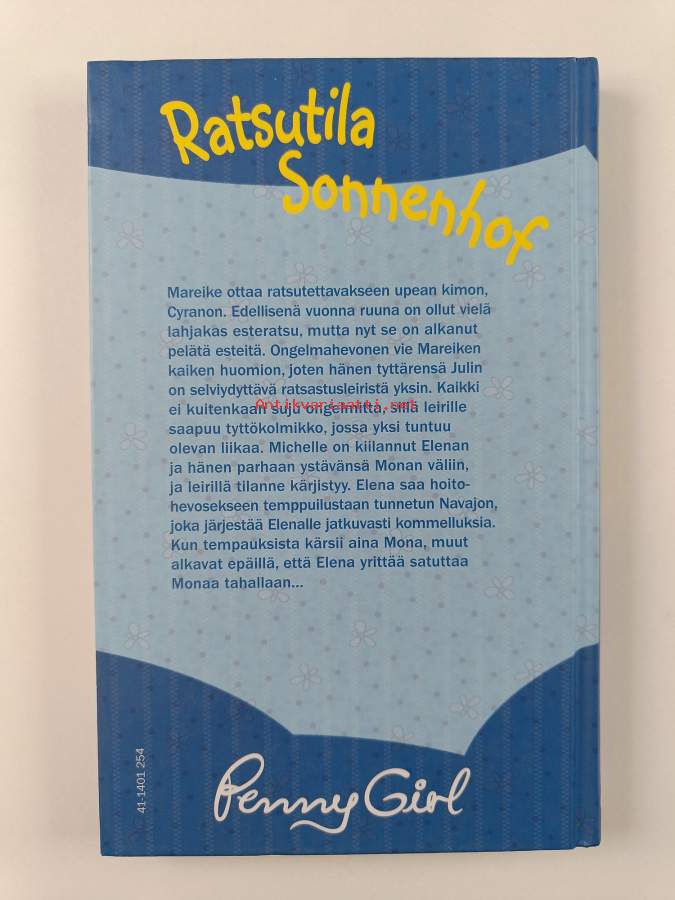 Ratsutila
Sonnenhof
Mareike ottaa ratsutettavakseen upean kimon,
Cyranon. Edellisenä vuonna ruuna on ollut vielä
lahjakas esteratsu, mutta nyt se on alkanut
pelätä esteitä. Ongelmahevonen vie Mareiken
kaiken huomion, joten hänen tyttärensä Julin
on selviydyttävä ratsastusleiristä yksin. Kaikki
ei kuitenkaan suju ongelmitta, sillä leirille
Antikvariaatti.net
saapuu tyttökolmikko, jossa yksi tuntuu
olevan liikaa. Michelle on kiilannut Elenan
ja hänen parhaan ystävänsä Monan väliin,
ja leirillä tilanne kärjistyy. Elena saa hoito-
hevosekseen temppuilustaan tunnetun Navajon,
joka järjestää Elenalle jatkuvasti kommelluksia.
Kun tempauksista kärsii aina Mona, muut
alkavat epäillä, että Elena yrittää satuttaa
Monaa tahallaan...
41-1401 254
Penny Girl